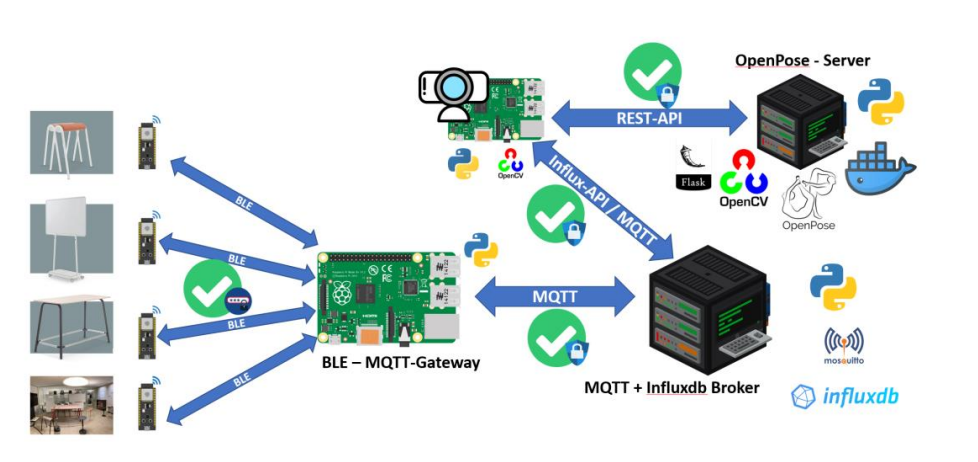 OpenPose - Server
REST-API
OpenCV
Flask
OpenCV
OpenPose
Influx-API / MQTT
BLE
BLE
BLE
BLE
MQTT
BLE – MQTT-Gateway
MQTT + Influxdb Broker
mosquitto
influxdb